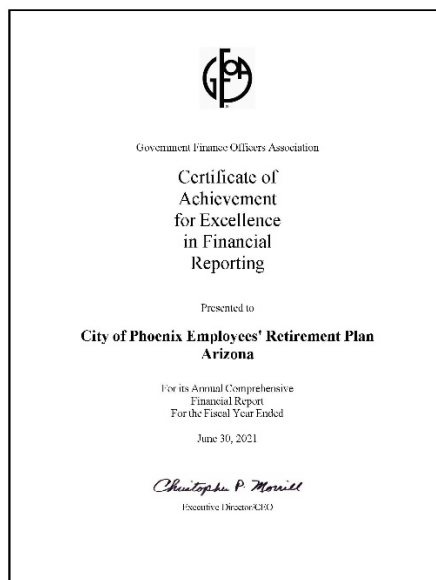 GFOA
Government Finance Officers Association
Certificate of
Achievement
for Excellence
in Financial
Reporting
Presented to
City of Phoenix Employees' Retirement Plan
Arizona
For its Annual Comprehensive
Financial Report
For the Fiscal Year Ended
June 30, 2021
Christopher P. Morrill
Executive Director/CEO